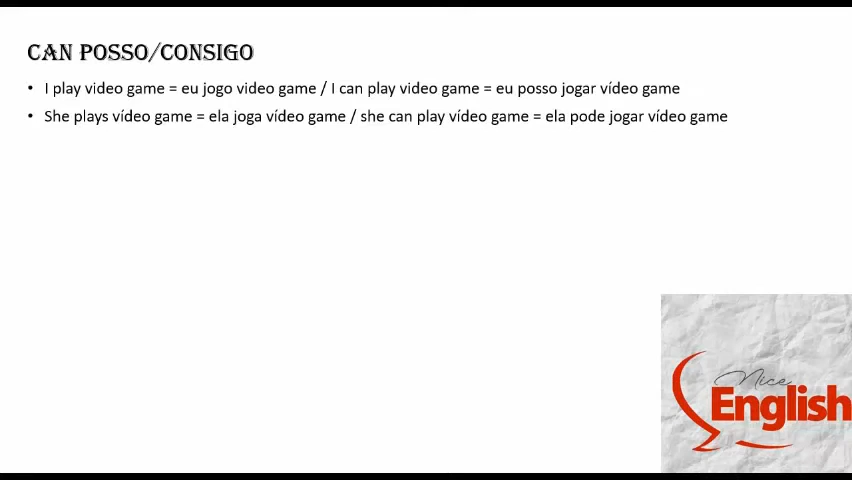 CAN POSSO/CONSIGO
• I play video game = eu jogo video game / I can play video game = eu posso jogar vídeo game
• She plays vídeo game = ela joga vídeo game / she can play vídeo game = ela pode jogar vídeo game
Nice
English